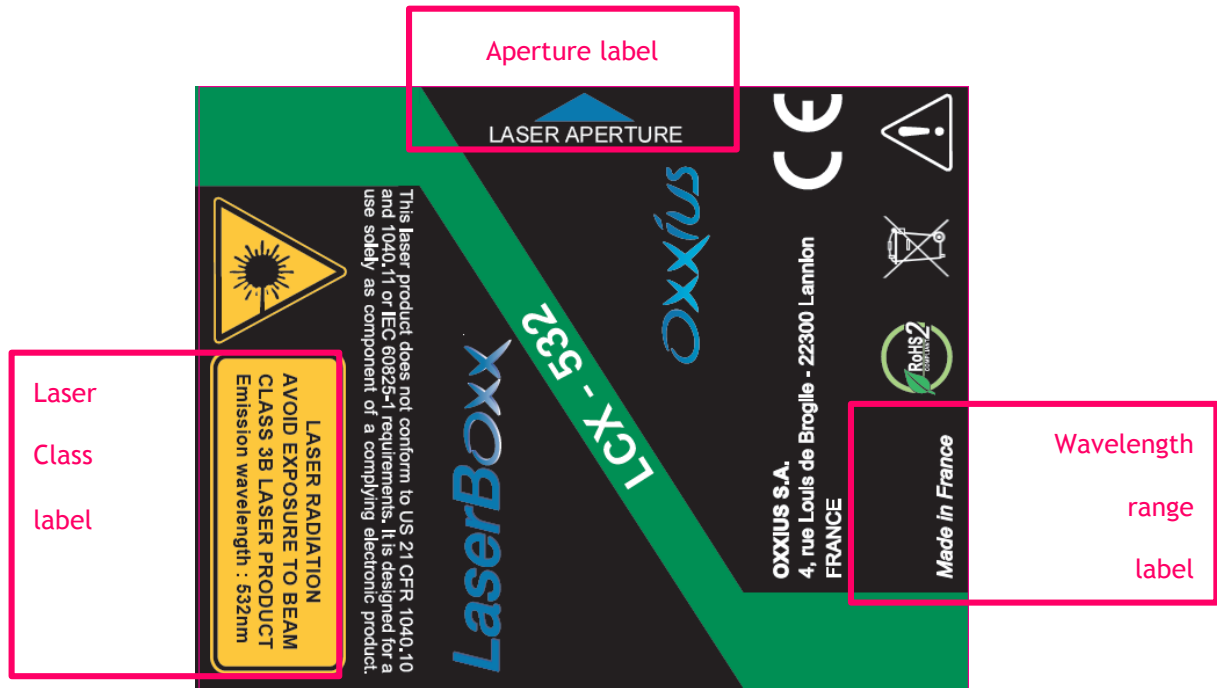 Aperture label
LASER APERTURE
oxxius
CE
This laser product does not conform to US 21 CFR 1040.10
and 1040.11 or IEC 60825-1 requirements. It is designed for a
use solely as component of a complying electronic product.
LaserBoxx
LCX - 532
OXXIUS S.A.
4, rue Louis de Broglie - 22300 Lannion
FRANCE
RoHS 2
COMPLIANT
Made in France
Laser
Class
label
LASER RADIATION
AVOID EXPOSURE TO BEAM
CLASS 3B LASER PRODUCT
Emission wavelength : 532nm
Wavelength
range
label